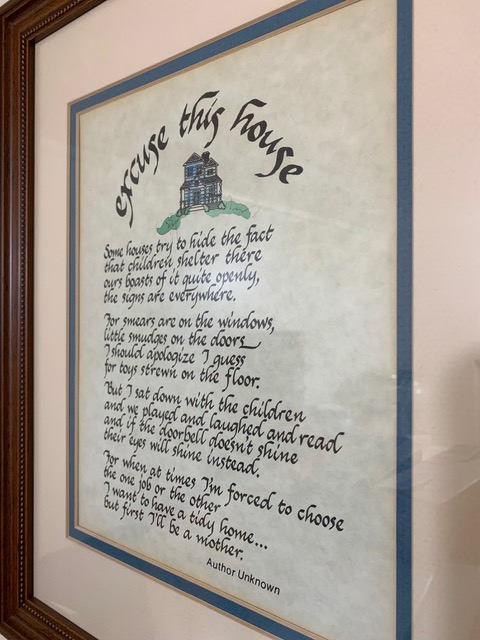 excuse this house
Some houses try to hide the fact
that children shelter there
ours boasts of it quite openly,
the signs are everywhere.
For smears are on the windows,
little smudges on the doors
I should apologize I guess
for toys strewn on the floor.
But I sat down with the children
and we played and laughed and read
and if the doorbell doesn't shine
their eyes will shine instead.
For when at times I'm forced to choose
the one job or the other
I want to have a tidy home...
but first I'll be a mother.
Author Unknown